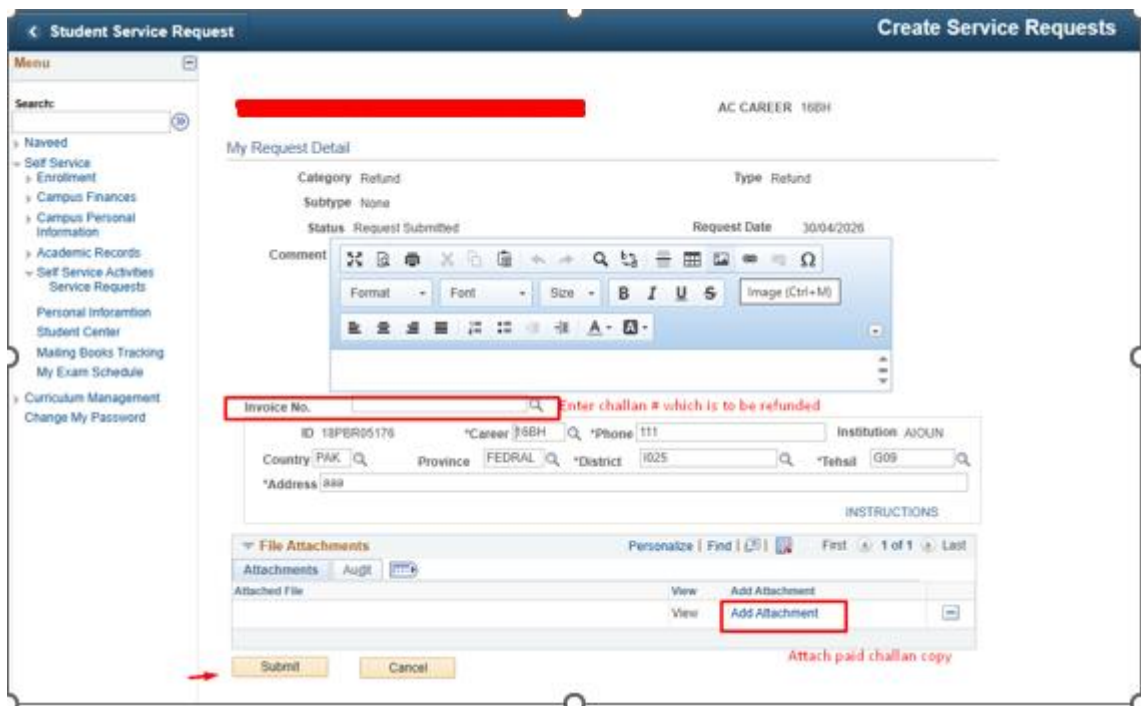 Student Service Request
Create Service Requests
Menu
Search:
Naveed
Self Service
Enrollment
Campus Finances
Campus Personal
Information
Academic Records
Self Service Activities
Service Requests
Personal Inforamtion
Student Center
Mailing Books Tracking
My Exam Schedule
Curriculum Management
Change My Password
AC CAREER 16BH
My Request Detail
Category Refund Type Refund
Subtype None
Status Request Submitted Request Date 30/04/2026
Comment
Format Font Size B I U S Image (Ctrl+M)
Invoice No. Enter challan # which is to be refunded
ID 18PBR05176 *Career 16BH *Phone 111 Institution AIOUN
Country PAK Province FEDRAL *District I025 *Tehsil G09
*Address aaa
INSTRUCTIONS
File Attachments Personalize | Find | First 1 of 1 Last
Attachments Audit
Attached File View Add Attachment
View Add Attachment
Attach paid challan copy
Submit Cancel